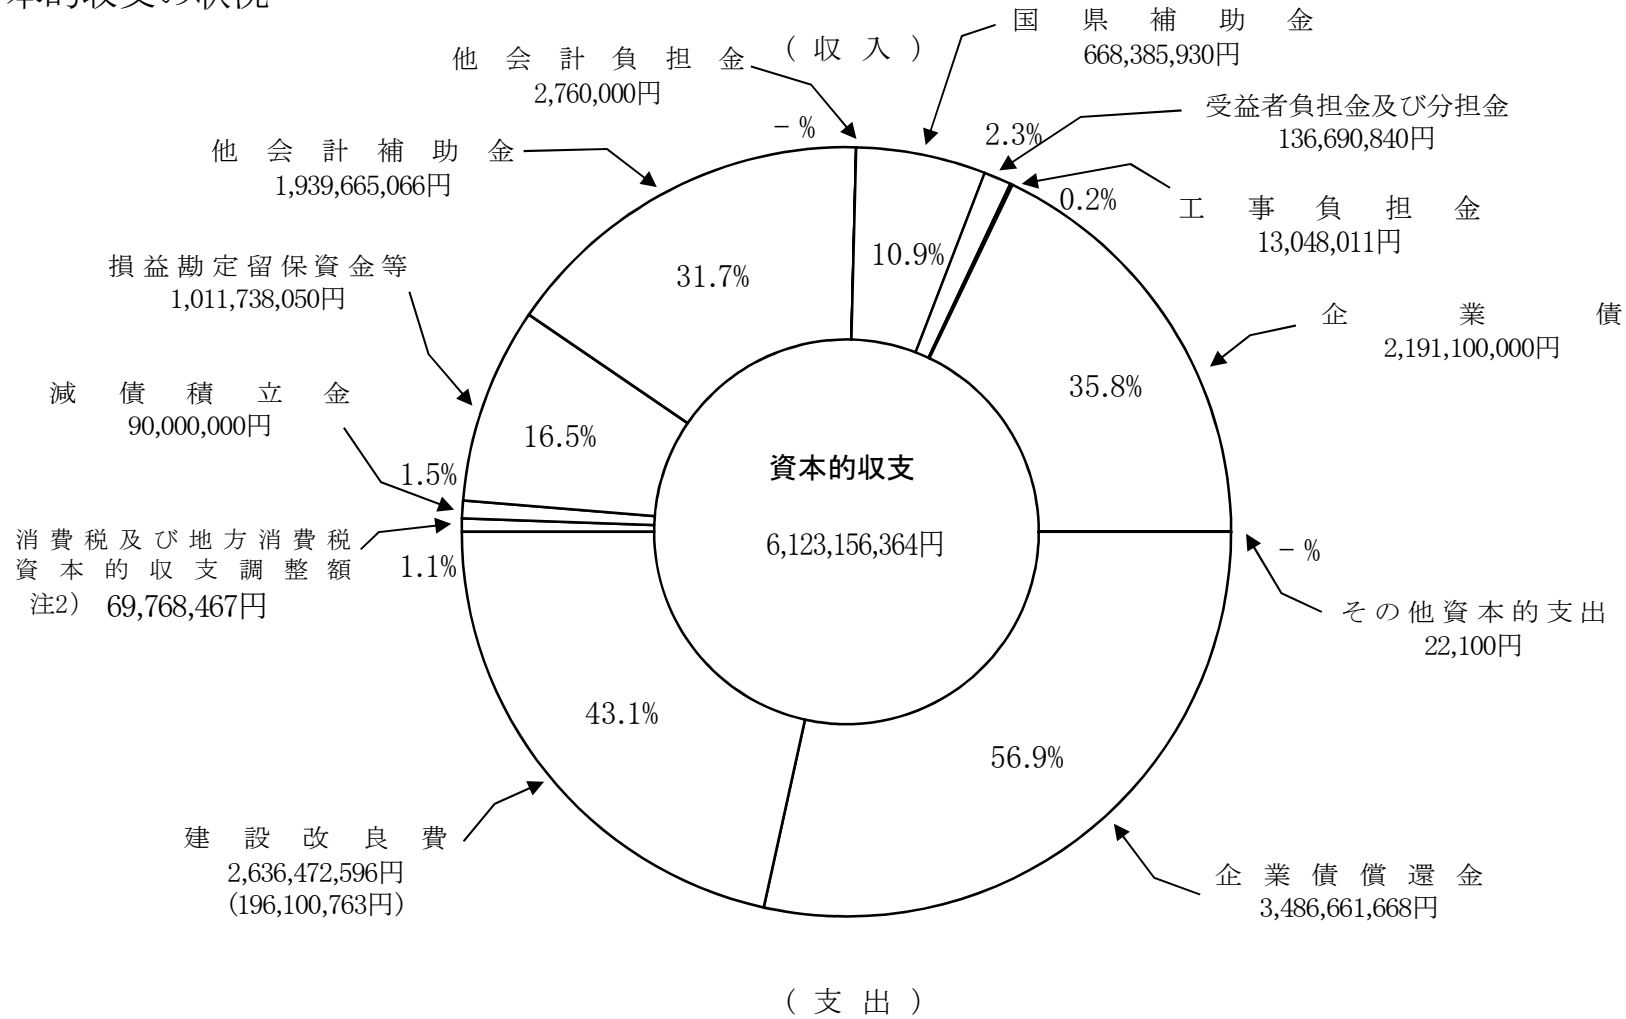 的収支の状況
(収入)
国県補助金
668,385,930円
他会計負担金
2,760,000円
－%
受益者負担金及び分担金
136,690,840円
2.3%
他会計補助金
1,939,665,066円
工事負担金
13,048,011円
0.2%
10.9%
31.7%
損益勘定留保資金等
1,011,738,050円
企業債
2,191,100,000円
35.8%
減債積立金
90,000,000円
16.5%
1.5%
資本的収支
6,123,156,364円
消費税及び地方消費税
資本的収支調整額
注2） 69,768,467円
1.1%
－%
その他資本的支出
22,100円
43.1%
56.9%
建設改良費
2,636,472,596円
(196,100,763円)
企業債償還金
3,486,661,668円
(支出)